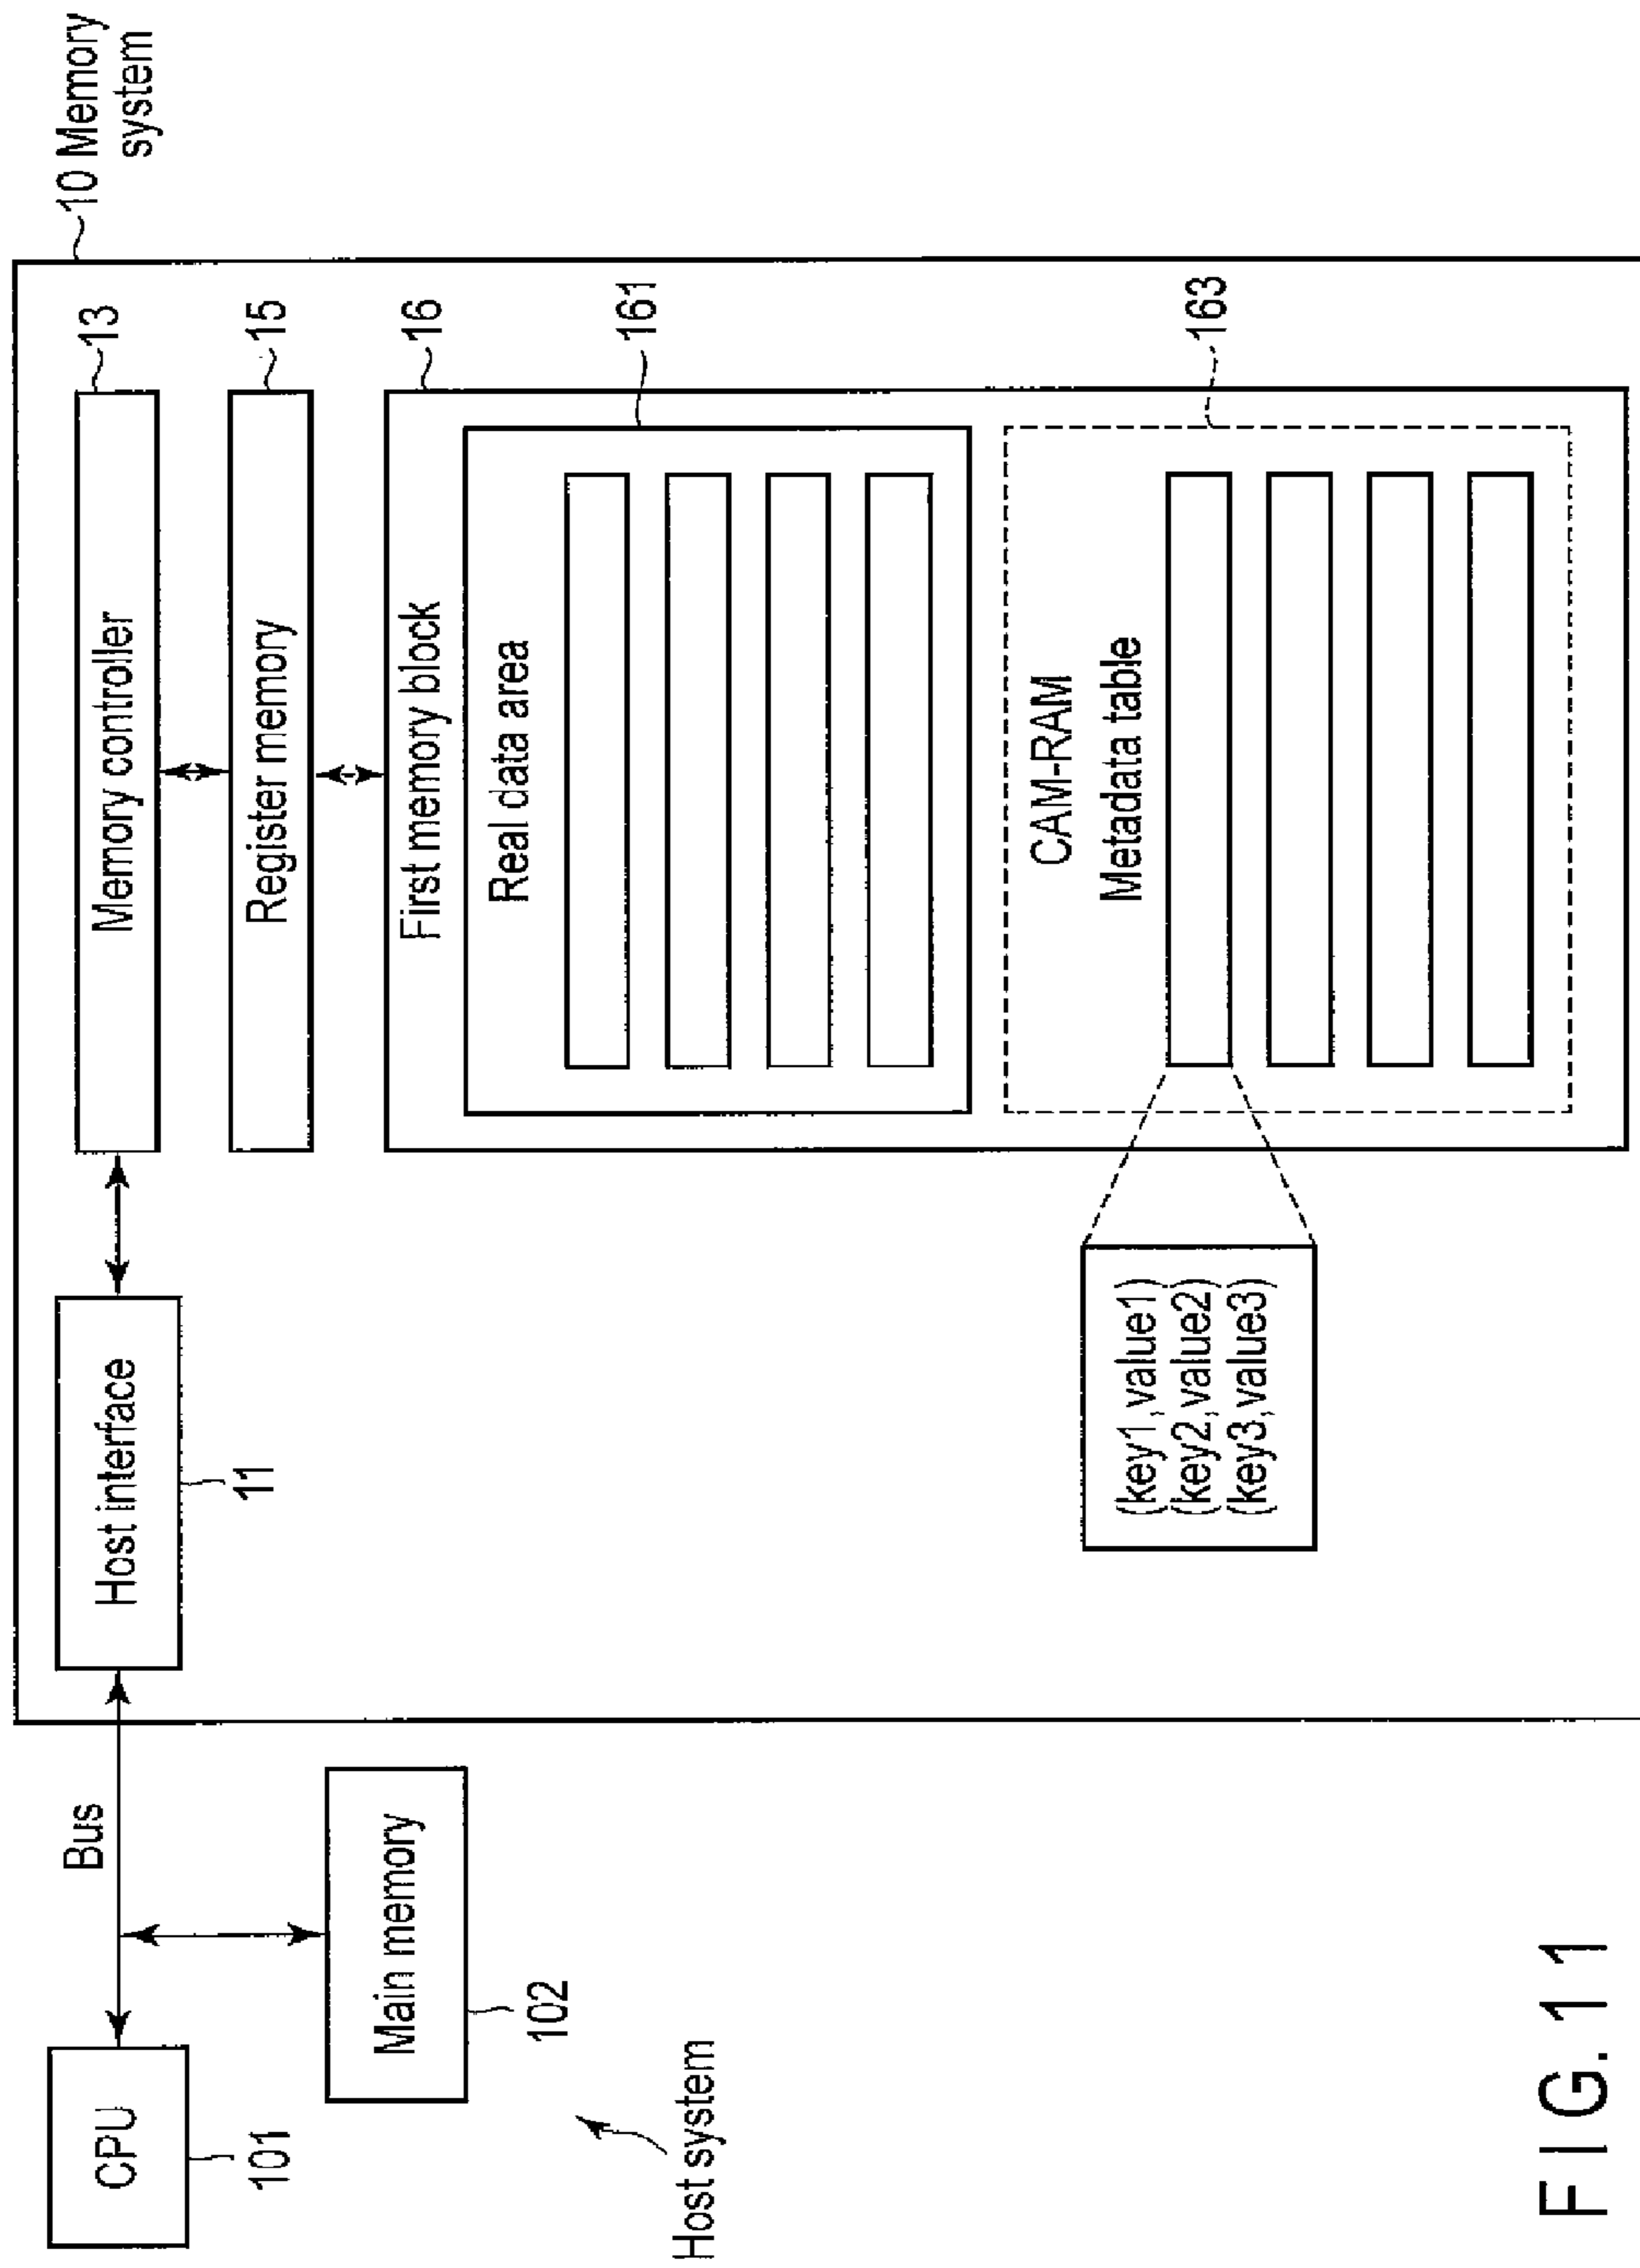 10 Memory
system
CPU
101
Bus
Main memory
102
Host system
Host interface
11
Memory controller
13
Register memory
15
First memory block
16
Real data area
161
CAM-RAM
Metadata table
163
(key1,value1)
(key2,value2)
(key3,value3)
FIG. 11